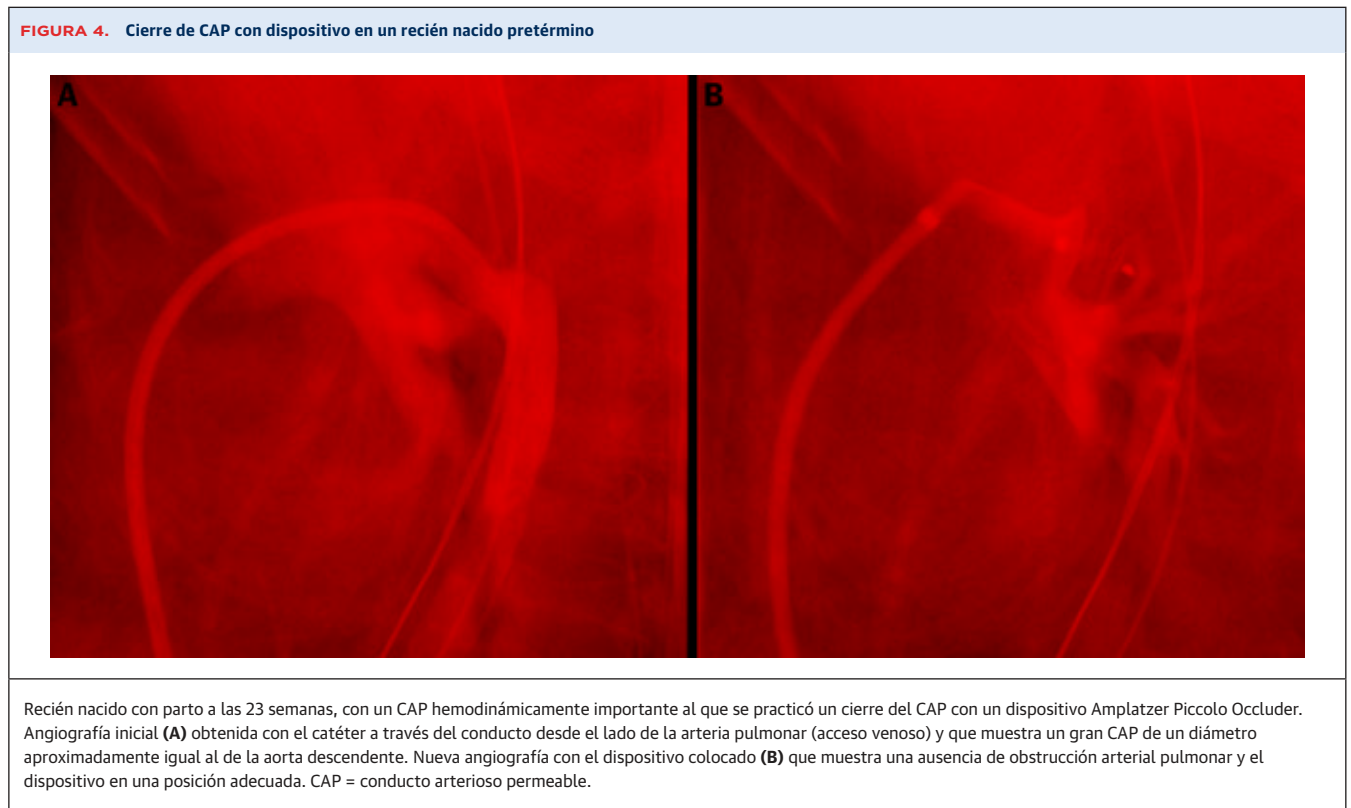 FIGURA 4. Cierre de CAP con dispositivo en un recién nacido pretérmino
A
B
Recién nacido con parto a las 23 semanas, con un CAP hemodinámicamente importante al que se practicó un cierre del CAP con un dispositivo Amplatzer Piccolo Occluder.
Angiografía inicial (A) obtenida con el catéter a través del conducto desde el lado de la arteria pulmonar (acceso venoso) y que muestra un gran CAP de un diámetro
aproximadamente igual al de la aorta descendente. Nueva angiografía con el dispositivo colocado (B) que muestra una ausencia de obstrucción arterial pulmonar y el
dispositivo en una posición adecuada. CAP = conducto arterioso permeable.